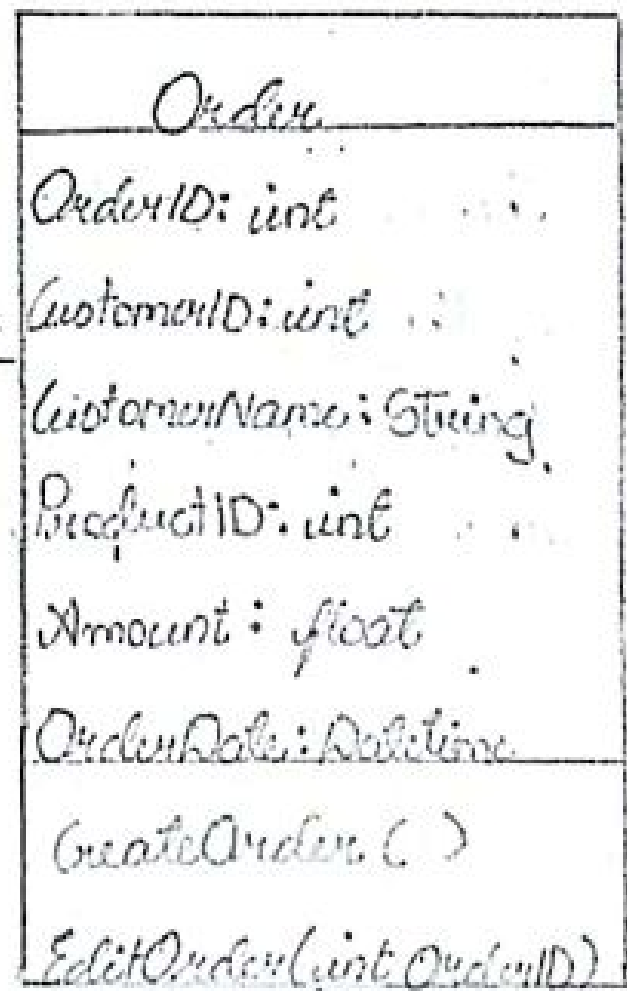 Order
OrderID: int
CustomerID: int
CustomerName: String
ProductID: int
Amount: float
OrderDate: Datetime
CreateOrder ( )
EditOrder(int OrderID)